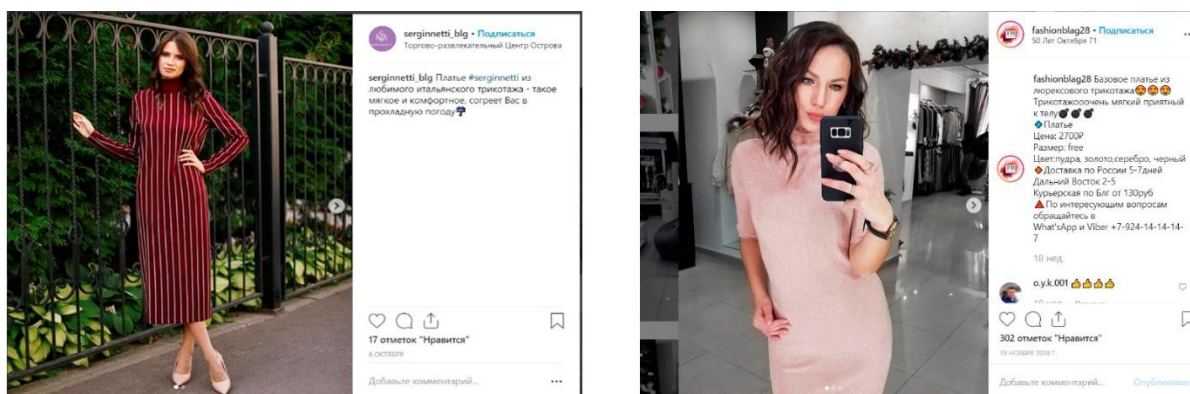 serginnetti_blg • Подписаться
Торгово-развлекательный Центр Острова
serginnetti_blg Платье #serginnetti из
любимого итальянского трикотажа - такое
мягкое и комфортное, согреет Вас в
прохладную погоду
17 отметок "Нравится"
6 ОКТЯБРЯ
Добавьте комментарий...
fashionblag28 • Подписаться
50 Лет Октября 71
fashionblag28 Базовое платье из
люрексового трикотажа
Трикотажооочень мягкий приятный
к телу
Платье
Цена: 2700₽
Размер: free
Цвет:пудра, золото,серебро, черный
Доставка по России 5-7дней
Дальний Восток 2-5
Курьерская по Блг от 130руб
По интересующим вопросам
обращайтесь в
What'sApp и Viber +7-924-14-14-14-
7
18 нед.
o.y.k.001
302 отметок "Нравится"
19 НОЯБРЯ 2018 Г.
Добавьте комментарий...